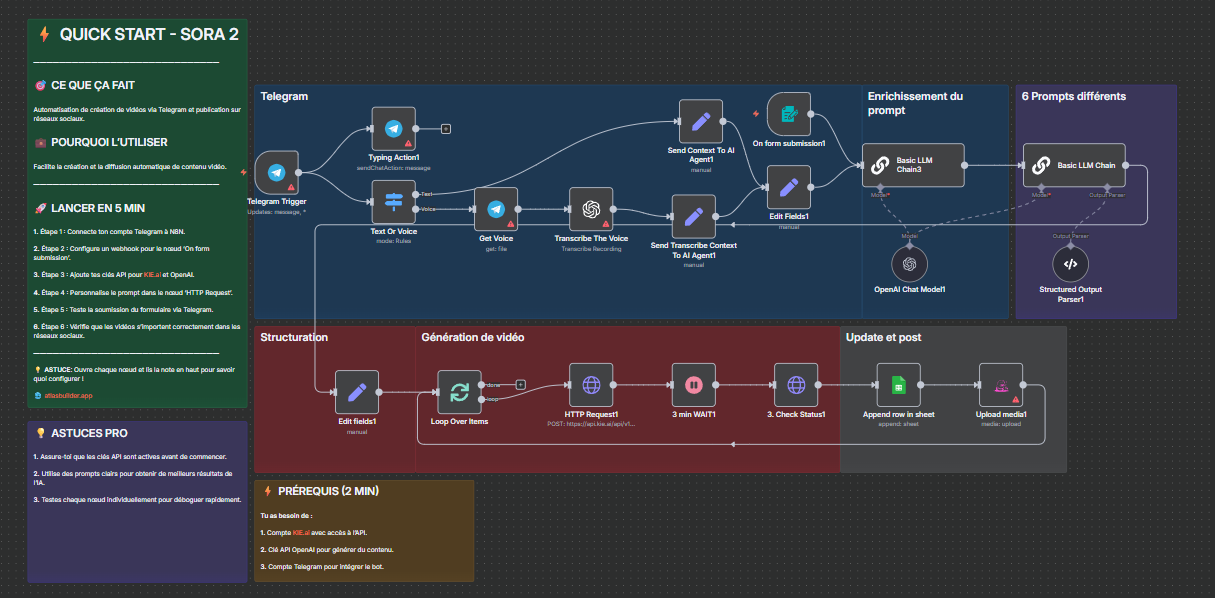 ⚡ QUICK START - SORA 2
🎯 CE QUE ÇA FAIT
Automatisation de création de vidéos via Telegram et publication sur
réseaux sociaux.
💼 POURQUOI L'UTILISER
Facilite la création et la diffusion automatique de contenu vidéo.
🚀 LANCER EN 5 MIN
1. Étape 1 : Connecte ton compte Telegram à N8N.
2. Étape 2 : Configure un webhook pour le nœud 'On form
submission'.
3. Étape 3 : Ajoute tes clés API pour KIE.ai et OpenAI.
4. Étape 4 : Personnalise le prompt dans le nœud 'HTTP Request'.
5. Étape 5 : Teste la soumission du formulaire via Telegram.
6. Étape 6 : Vérifie que les vidéos s'importent correctement dans les
réseaux sociaux.
💡 ASTUCE: Ouvre chaque nœud et lis la note en haut pour savoir
quoi configurer !
atlasbuilder.app
💡 ASTUCES PRO
1. Assure-toi que les clés API sont actives avant de commencer.
2. Utilise des prompts clairs pour obtenir de meilleurs résultats de
l'IA.
3. Testes chaque nœud individuellement pour déboguer rapidement.
Telegram
Telegram Trigger
Updates: message, *
Typing Action1
sendChatAction: message
Text Or Voice
mode: Rules
Text
Voice
Get Voice
get: file
Transcribe The Voice
Transcribe Recording
Send Context To AI
Agent1
manual
Send Transcribe Context
To AI Agent1
manual
On form submission1
Edit Fields1
manual
Enrichissement du
prompt
Basic LLM
Chain3
Model*
Model
OpenAI Chat Model1
6 Prompts différents
Basic LLM Chain
Model*
Output Parser
Output Parser
Structured Output
Parser1
Structuration
Edit fields1
manual
Génération de vidéo
Loop Over Items
done
loop
HTTP Request1
POST: https://api.kie.ai/api/v1...
3 min WAIT1
3. Check Status1
Update et post
Append row in sheet
append: sheet
Upload media1
media: upload
⚡ PRÉREQUIS (2 MIN)
Tu as besoin de :
1. Compte KIE.ai avec accès à l'API.
2. Clé API OpenAI pour générer du contenu.
3. Compte Telegram pour intégrer le bot.